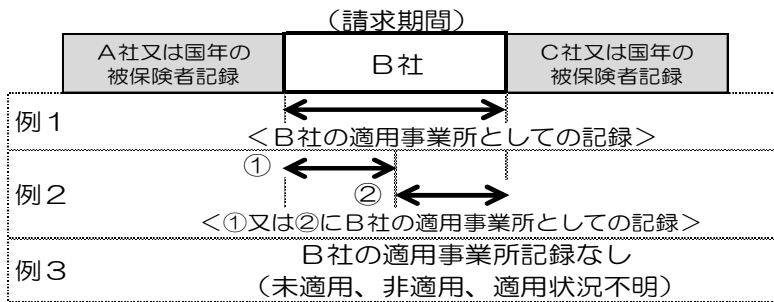 （請求期間）
A社又は国年の
被保険者記録
B社
C社又は国年の
被保険者記録
例１
＜B社の適用事業所としての記録＞
①
例２
②
＜①又は②にB社の適用事業所としての記録＞
例３
B社の適用事業所記録なし
（未適用、非適用、適用状況不明）